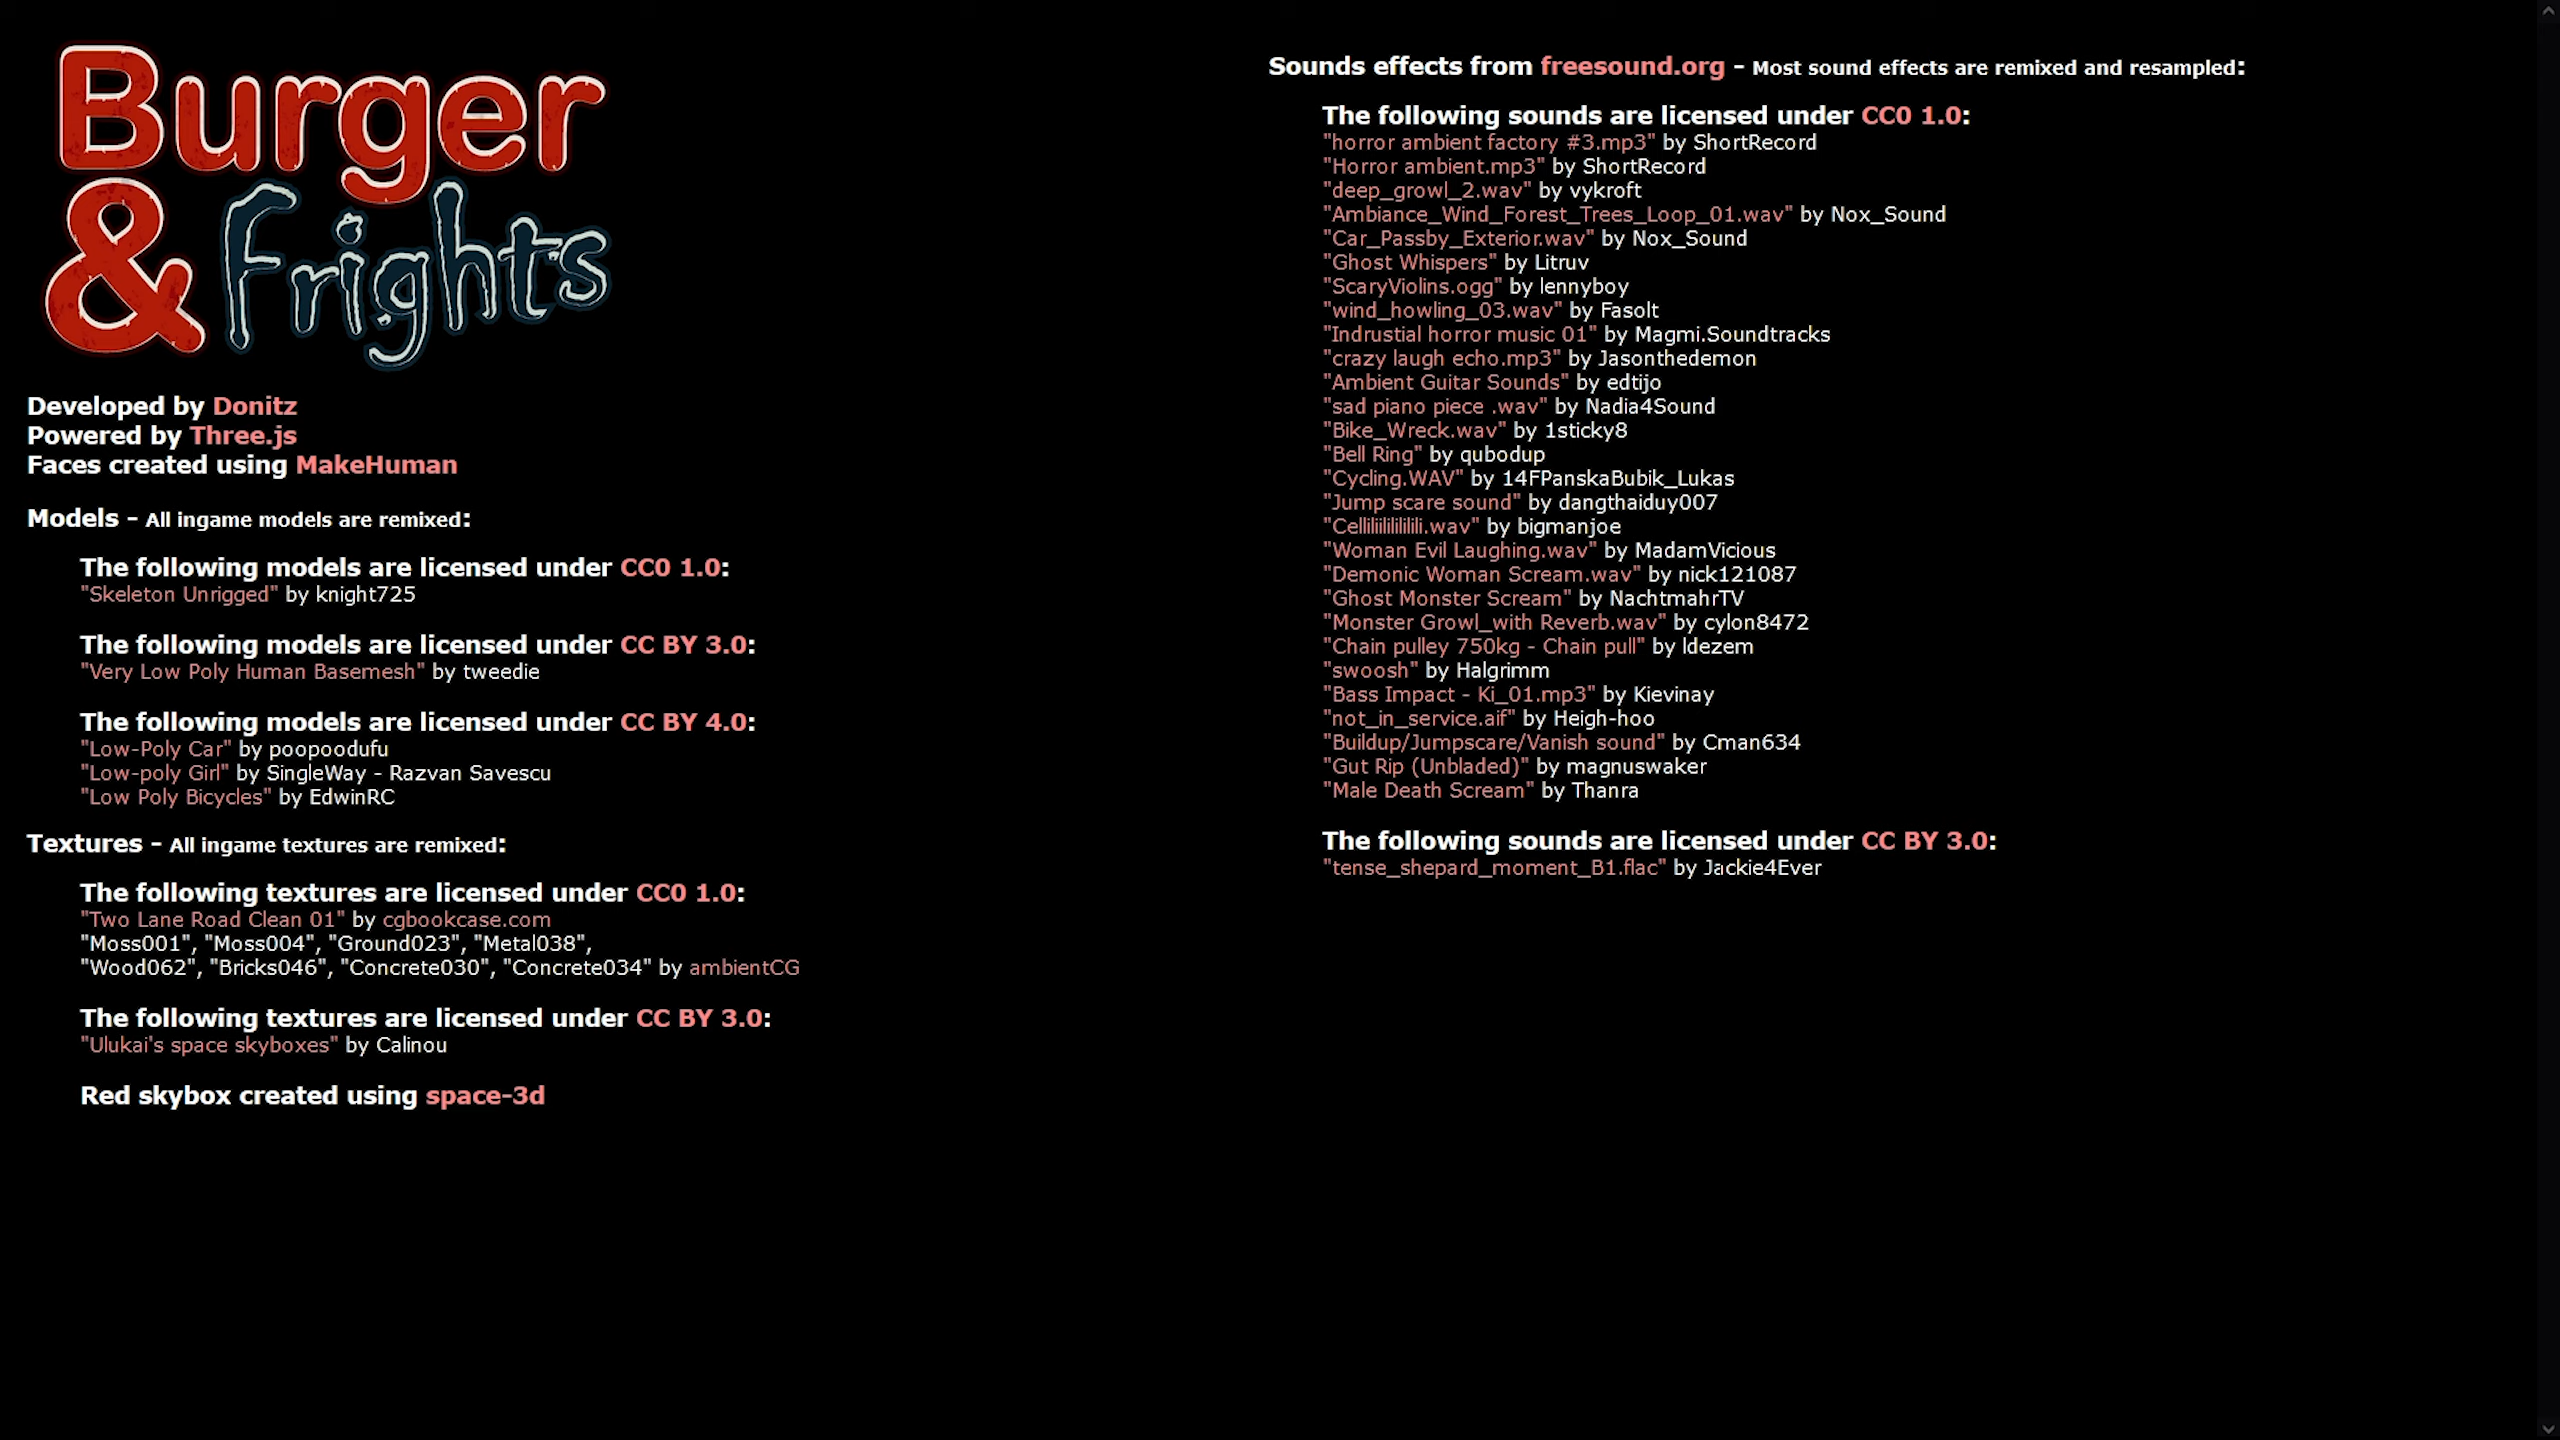 Burger
& Frights
Developed by Donitz
Powered by Three.js
Faces created using MakeHuman
Models - All ingame models are remixed:
The following models are licensed under CC0 1.0:
"Skeleton Unrigged" by knight725
The following models are licensed under CC BY 3.0:
"Very Low Poly Human Basemesh" by tweedie
The following models are licensed under CC BY 4.0:
"Low-Poly Car" by poopoodufu
"Low-poly Girl" by SingleWay - Razvan Savescu
"Low Poly Bicycles" by EdwinRC
Textures - All ingame textures are remixed:
The following textures are licensed under CC0 1.0:
"Two Lane Road Clean 01" by cgbookcase.com
"Moss001", "Moss004", "Ground023", "Metal038",
"Wood062", "Bricks046", "Concrete030", "Concrete034" by ambientCG
The following textures are licensed under CC BY 3.0:
"Ulukai's space skyboxes" by Calinou
Red skybox created using space-3d
Sounds effects from freesound.org - Most sound effects are remixed and resampled:
The following sounds are licensed under CC0 1.0:
"horror ambient factory #3.mp3" by ShortRecord
"Horror ambient.mp3" by ShortRecord
"deep_growl_2.wav" by vykroft
"Ambiance_Wind_Forest_Trees_Loop_01.wav" by Nox_Sound
"Car_Passby_Exterior.wav" by Nox_Sound
"Ghost Whispers" by Litruv
"ScaryViolins.ogg" by lennyboy
"wind_howling_03.wav" by Fasolt
"Indrustial horror music 01" by Magmi.Soundtracks
"crazy laugh echo.mp3" by Jasonthedemon
"Ambient Guitar Sounds" by edtijo
"sad piano piece .wav" by Nadia4Sound
"Bike_Wreck.wav" by 1sticky8
"Bell Ring" by qubodup
"Cycling.WAV" by 14FPanskaBubik_Lukas
"Jump scare sound" by dangthaiduy007
by bigmanjoe
"Woman Evil Laughing.wav" by MadamVicious
"Demonic Woman Scream.wav" by nick121087
"Ghost Monster Scream" by NachtmahrTV
"Monster Growl_with Reverb.wav" by cylon8472
"Chain pulley 750kg - Chain pull" by ldezem
"swoosh" by Halgrimm
"Bass Impact - Ki_01.mp3" by Kievinay
"not_in_service.aif" by Heigh-hoo
"Buildup/Jumpscare/Vanish sound" by Cman634
"Gut Rip (Unbladed)" by magnuswaker
"Male Death Scream" by Thanra
The following sounds are licensed under CC BY 3.0:
"tense_shepard_moment_B1.flac" by Jackie4Ever